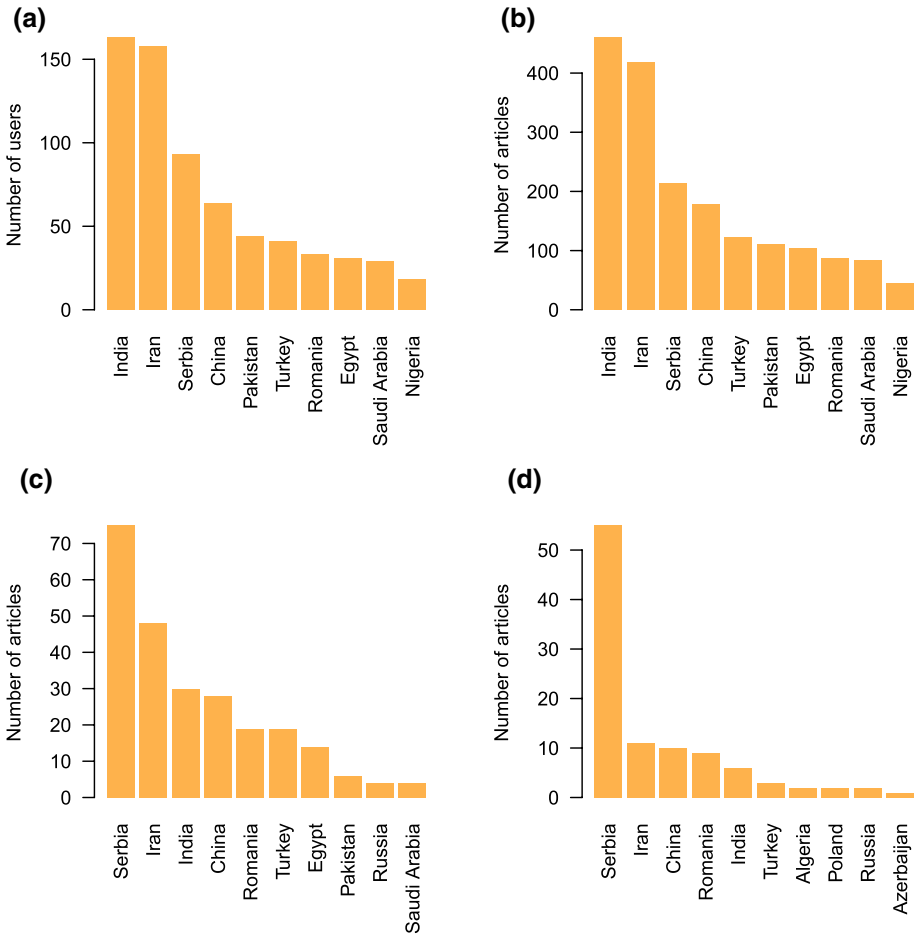 (a)
Number of users
150
100
50
0
India
Iran
Serbia
China
Pakistan
Turkey
Romania
Egypt
Saudi Arabia
Nigeria
(b)
Number of articles
400
300
200
100
0
India
Iran
Serbia
China
Turkey
Pakistan
Egypt
Romania
Saudi Arabia
Nigeria
(c)
Number of articles
70
60
50
40
30
20
10
0
Serbia
Iran
India
China
Romania
Turkey
Egypt
Pakistan
Russia
Saudi Arabia
(d)
Number of articles
50
40
30
20
10
0
Serbia
Iran
China
Romania
India
Turkey
Algeria
Poland
Russia
Azerbaijan